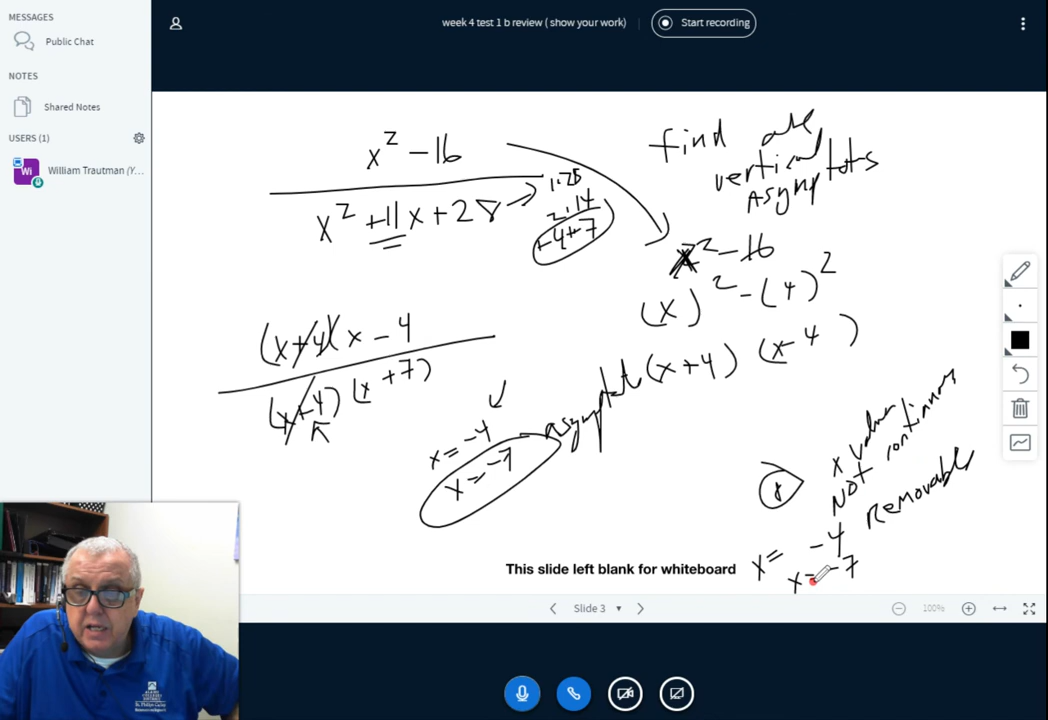 MESSAGES
Public Chat
NOTES
Shared Notes
USERS (1)
Wi
William Trautman (Y...
week 4 test 1 b review ( show your work)
Start recording
x² - 16
x² + 11x + 28
1·28
2·14
+4+7
find all
vertical
Asymptots
x² - 16
(x)² - (4)²
(x+4) (x-4)
(x+4)(x-4
(x+4)(x+7)
x = -4
x = -7
asymptote
x values
Not continuous
x = -4 Removable
x = -7
This slide left blank for whiteboard
Slide 3
100%